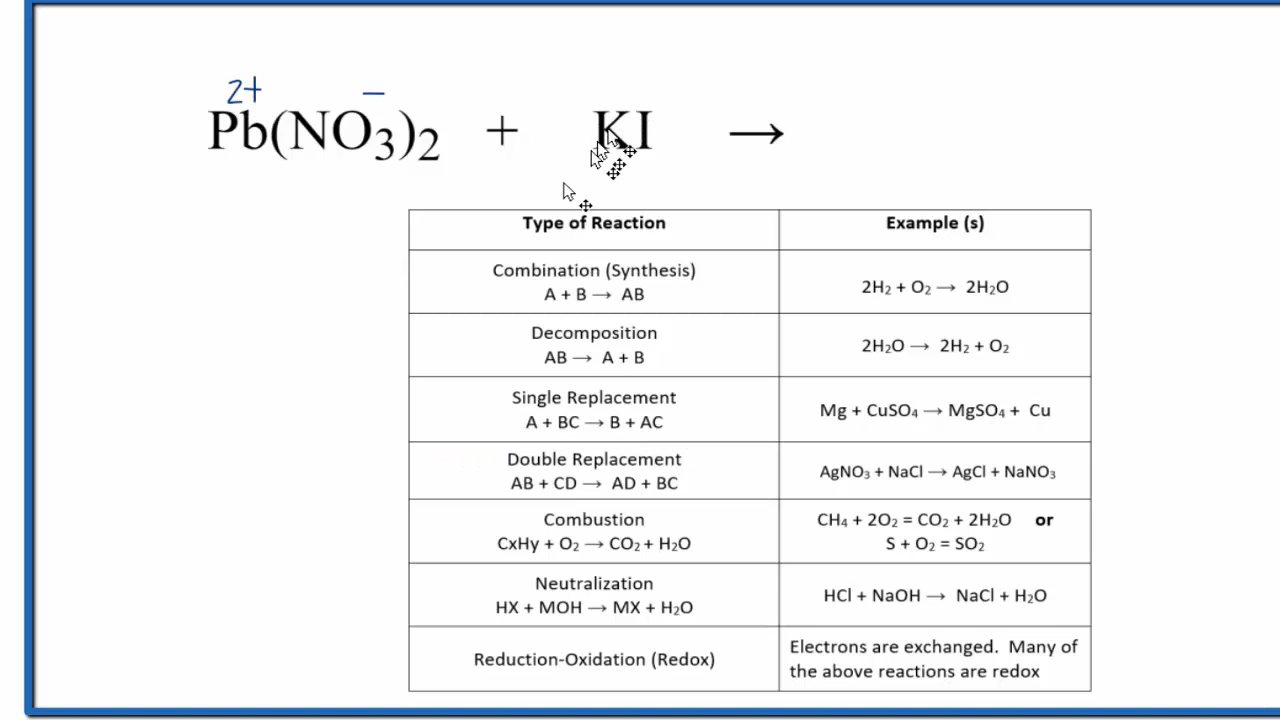 2+ −
Pb(NO₃)₂ + KI →
Type of Reaction Example (s)
Combination (Synthesis)
A + B → AB
2H₂ + O₂ → 2H₂O
Decomposition
AB → A + B
2H₂O → 2H₂ + O₂
Single Replacement
A + BC → B + AC
Mg + CuSO₄ → MgSO₄ + Cu
Double Replacement
AB + CD → AD + BC
AgNO₃ + NaCl → AgCl + NaNO₃
Combustion
CxHy + O₂ → CO₂ + H₂O
CH₄ + 2O₂ = CO₂ + 2H₂O or
S + O₂ = SO₂
Neutralization
HX + MOH → MX + H₂O
HCl + NaOH → NaCl + H₂O
Reduction-Oxidation (Redox)
Electrons are exchanged. Many of
the above reactions are redox